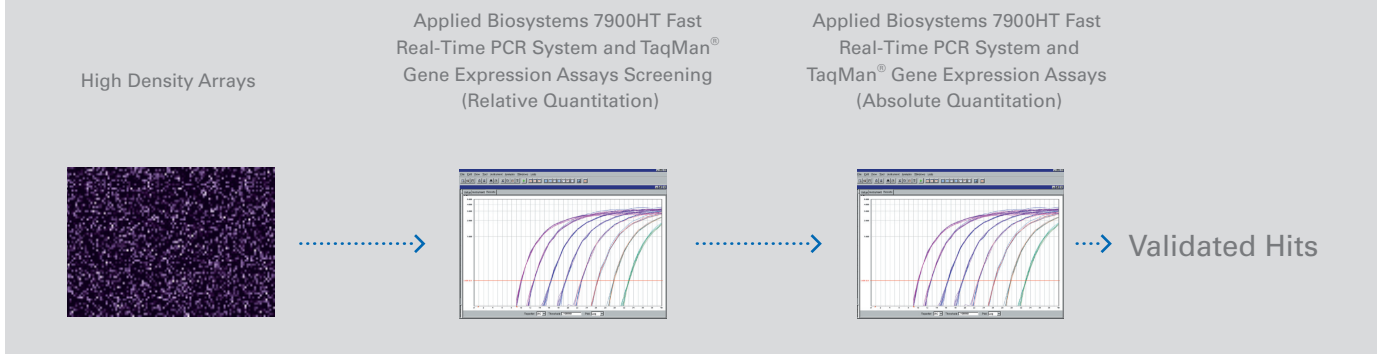 High Density Arrays
Applied Biosystems 7900HT Fast
Real-Time PCR System and TaqMan®
Gene Expression Assays Screening
(Relative Quantitation)
Applied Biosystems 7900HT Fast
Real-Time PCR System and
TaqMan® Gene Expression Assays
(Absolute Quantitation)
Validated Hits